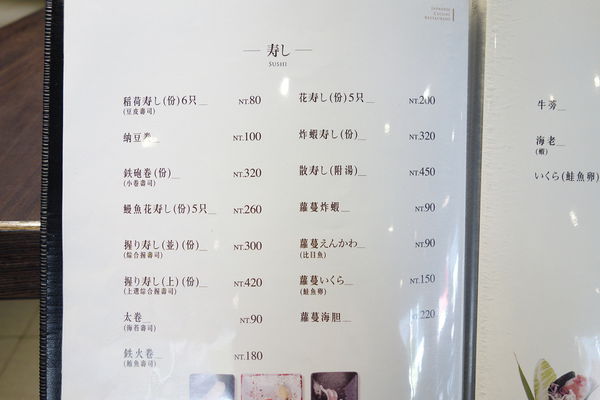 JAPANESE
CUISINE
RESTAURANT
寿し
SUSHI
稲荷寿し(份)6只 NT.80
(豆皮壽司)
納豆卷 NT.100
鉄砲卷(份) NT.320
(小卷壽司)
鰻魚花寿し(份)5只 NT.260
握り寿し(並)(份) NT.300
(綜合握壽司)
握り寿し(上)(份) NT.420
(上選綜合握壽司)
太卷 NT.90
(海苔壽司)
鉄火卷 NT.180
(鮪魚壽司)
花寿し(份)5只 NT.200
炸蝦寿し(份) NT.320
散寿し(附湯) NT.450
蘿蔓炸蝦 NT.90
蘿蔓えんかわ NT.90
(比目魚)
蘿蔓いくら NT.150
(鮭魚卵)
蘿蔓海胆 NT.220
牛蒡
海老
(蝦)
いくら(鮭魚卵)